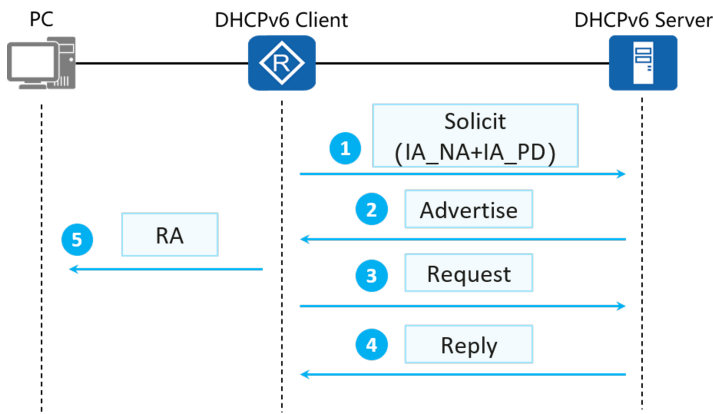 PC
DHCPv6 Client
DHCPv6 Server
R
1
Solicit
(IA_NA+IA_PD)
2
Advertise
5
RA
3
Request
4
Reply